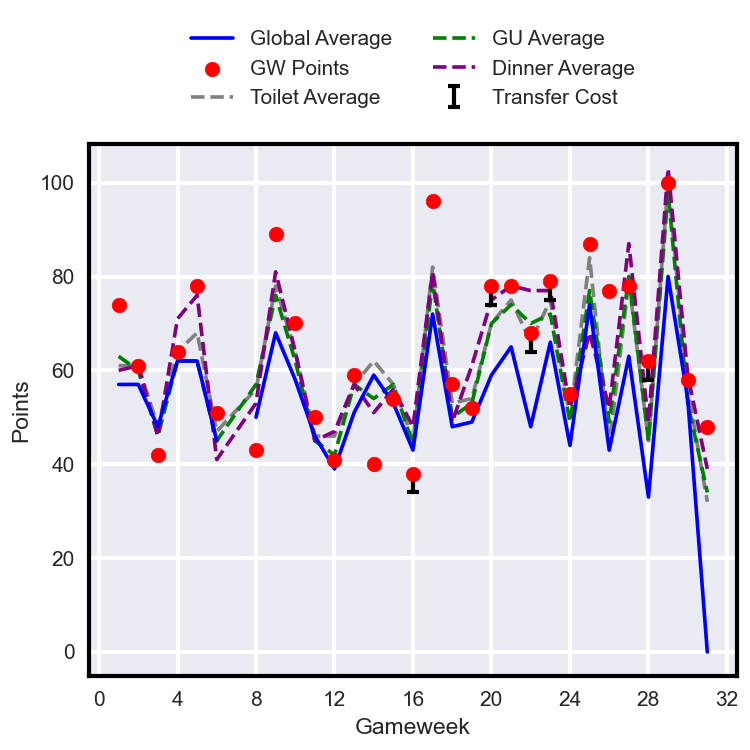 Global Average
GW Points
Toilet Average
GU Average
Dinner Average
Transfer Cost
100
80
60
40
20
0
Points
0 4 8 12 16 20 24 28 32
Gameweek